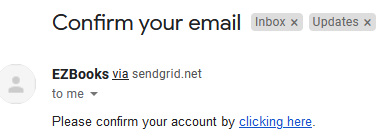 Confirm your email Inbox x Updates x
EZBooks via sendgrid.net
to me
Please confirm your account by clicking here.